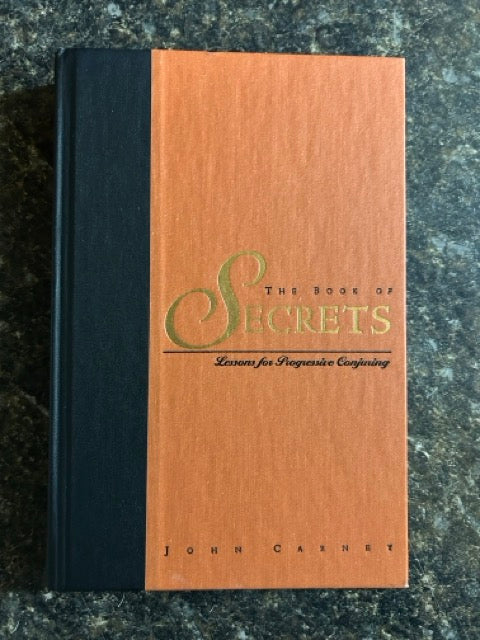 THE BOOK OF
SECRETS
Lessons for Progressive Conjuring
JOHN CARNEY